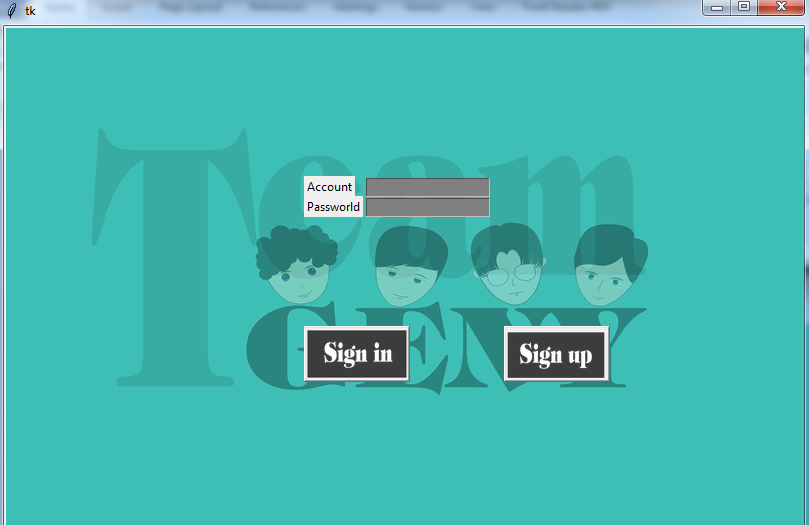 tk
Team
Account
Passworld
GENY
Sign in
Sign up